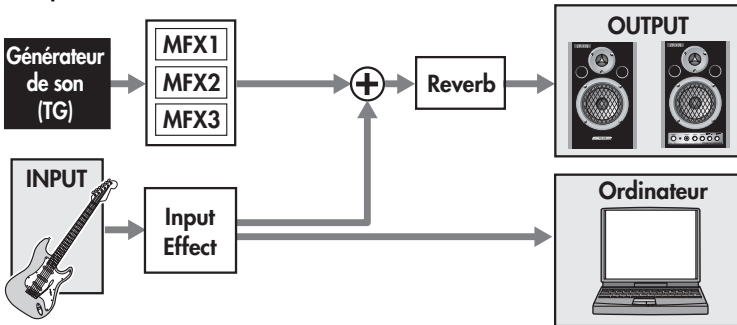 Générateur
de son
(TG)
MFX1
MFX2
MFX3
Reverb
OUTPUT
INPUT
Input
Effect
Ordinateur